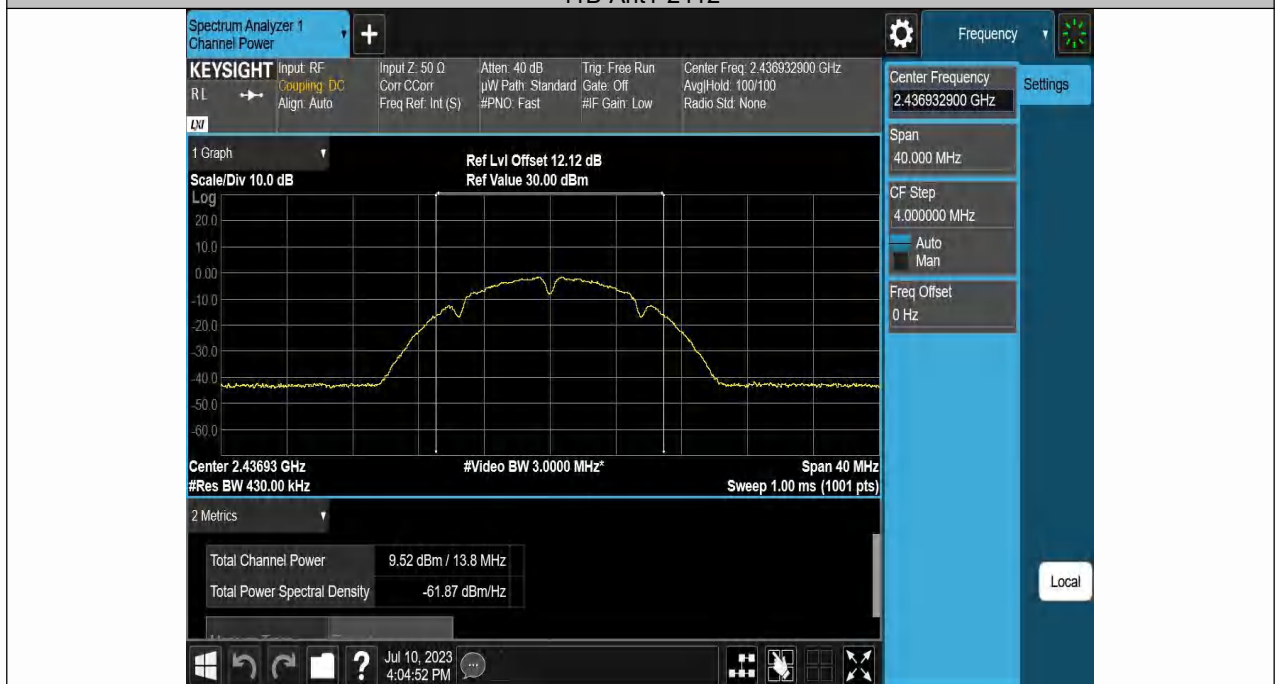 Spectrum Analyzer 1
Channel Power
+
Frequency
KEYSIGHT
RL
LXI
Input: RF
Coupling: DC
Align: Auto
Input Z: 50 Ω
Corr CCorr
Freq Ref: Int (S)
Atten: 40 dB
µW Path: Standard
#PNO: Fast
Trig: Free Run
Gate: Off
#IF Gain: Low
Center Freq: 2.436932900 GHz
Avg|Hold: 100/100
Radio Std: None
Center Frequency
2.436932900 GHz
Settings
Span
40.000 MHz
CF Step
4.000000 MHz
Auto
Man
Freq Offset
0 Hz
1 Graph
Scale/Div 10.0 dB
Ref Lvl Offset 12.12 dB
Ref Value 30.00 dBm
Log
20.0
10.0
0.00
-10.0
-20.0
-30.0
-40.0
-50.0
-60.0
Center 2.43693 GHz
#Video BW 3.0000 MHz*
Span 40 MHz
#Res BW 430.00 kHz
Sweep 1.00 ms (1001 pts)
2 Metrics
Total Channel Power 9.52 dBm / 13.8 MHz
Total Power Spectral Density -61.87 dBm/Hz
Local
?
Jul 10, 2023
4:04:52 PM